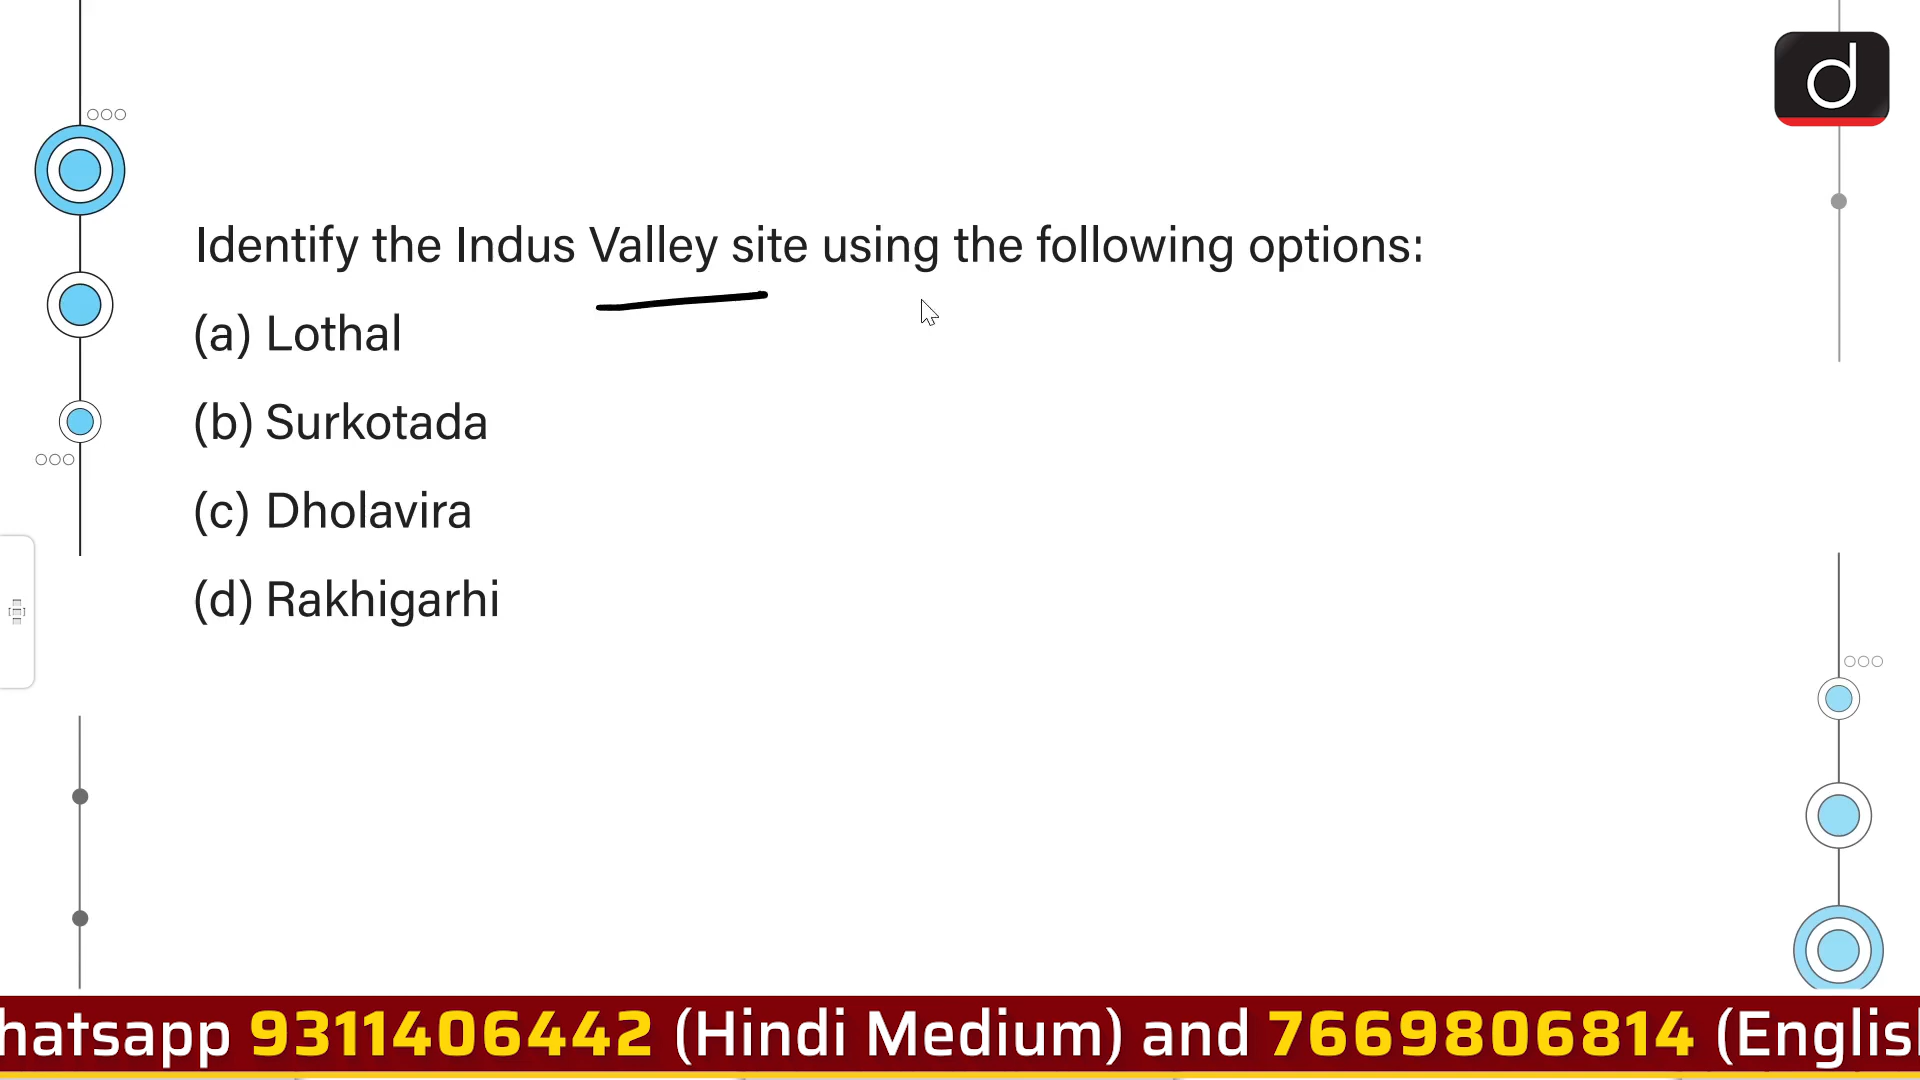 d
Identify the Indus Valley site using the following options:
(a) Lothal
(b) Surkotada
(c) Dholavira
(d) Rakhigarhi
hatsapp 9311406442 (Hindi Medium) and 7669806814 (Englis